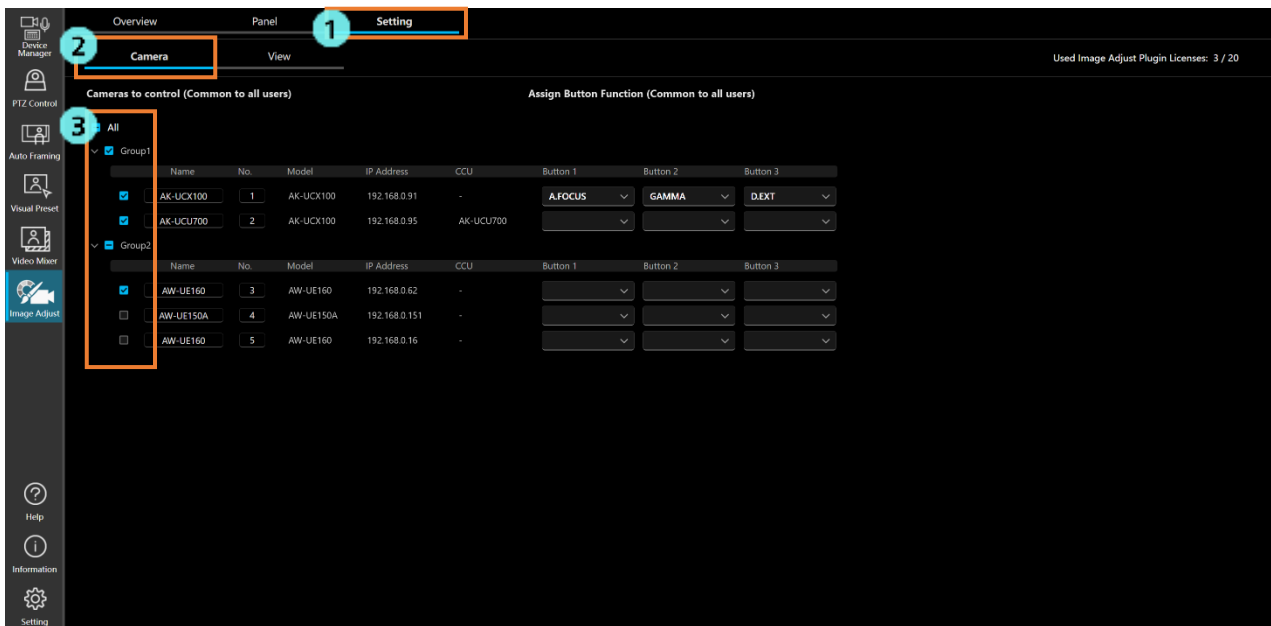 Overview Panel 1 Setting
Device
Manager
2 Camera View Used Image Adjust Plugin Licenses: 3 / 20
PTZ Control
Cameras to control (Common to all users) Assign Button Function (Common to all users)
3 All
Auto Framing
Group1
Name No. Model IP Address CCU Button 1 Button 2 Button 3
AK-UCX100 1 AK-UCX100 192.168.0.91 - A.FOCUS GAMMA D.EXT
Visual Preset
AK-UCU700 2 AK-UCX100 192.168.0.95 AK-UCU700
Group2
Video Mixer
Name No. Model IP Address CCU Button 1 Button 2 Button 3
AW-UE160 3 AW-UE160 192.168.0.62 -
Image Adjust
AW-UE150A 4 AW-UE150A 192.168.0.151 -
AW-UE160 5 AW-UE160 192.168.0.16 -
Help
Information
Setting